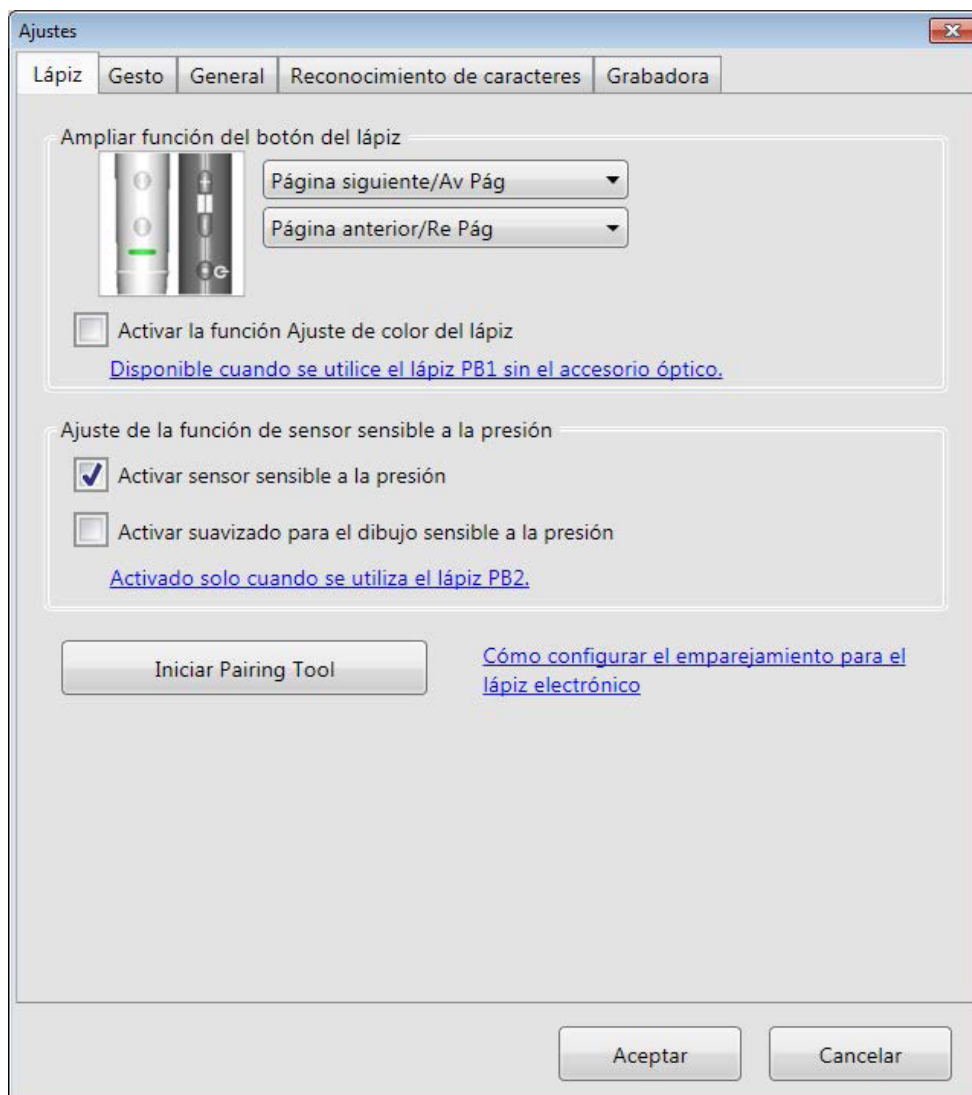 Ajustes
Lápiz
Gesto
General
Reconocimiento de caracteres
Grabadora
Ampliar función del botón del lápiz
Página siguiente/Av Pág
Página anterior/Re Pág
Activar la función Ajuste de color del lápiz
Disponible cuando se utilice el lápiz PB1 sin el accesorio óptico.
Ajuste de la función de sensor sensible a la presión
Activar sensor sensible a la presión
Activar suavizado para el dibujo sensible a la presión
Activado solo cuando se utiliza el lápiz PB2.
Iniciar Pairing Tool
Cómo configurar el emparejamiento para el
lápiz electrónico
Aceptar
Cancelar